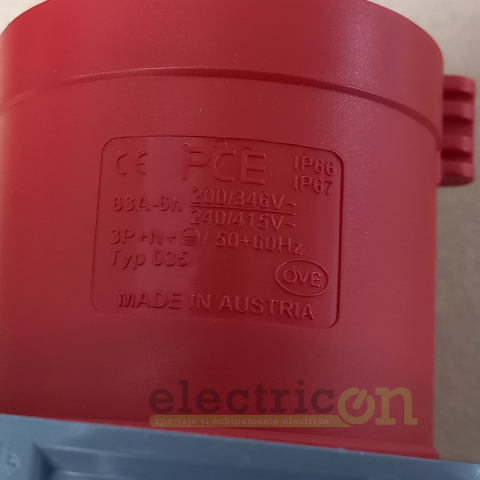 CE PCE IP66
IP67
63A-6h 200/346V~
240/415V~
3P+N+ / 50+60Hz
Typ 035
ÖVE
MADE IN AUSTRIA
electricon
aparataje și echipamente electrice